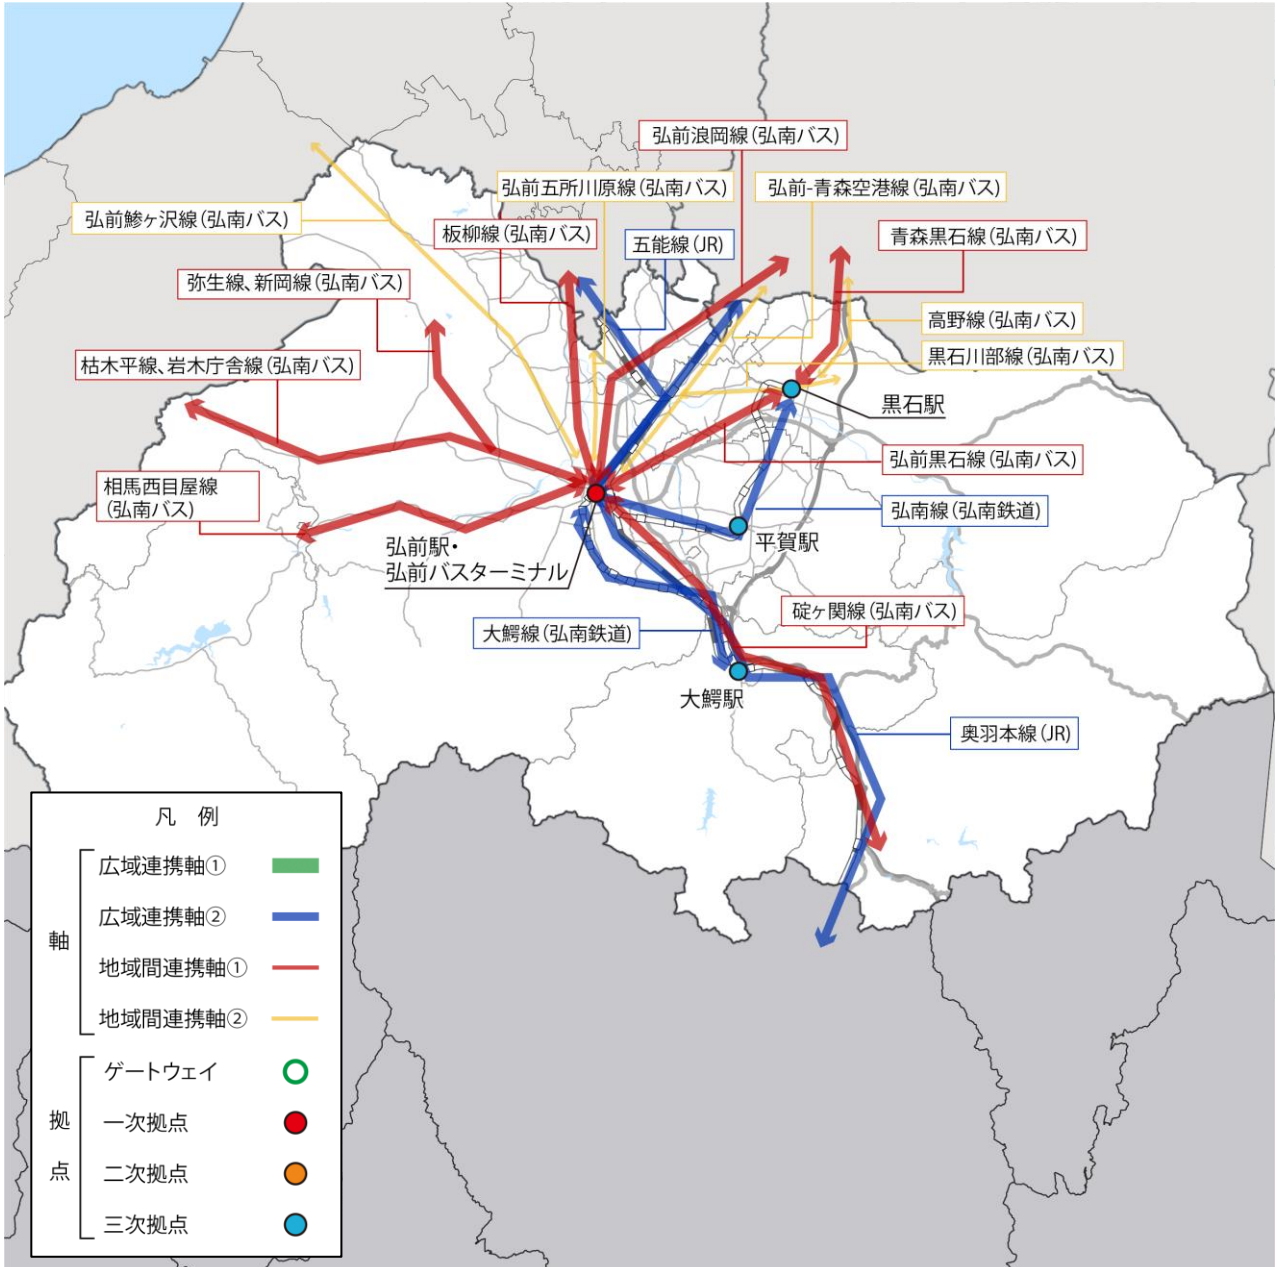 弘前浪岡線(弘南バス)
弘前五所川原線(弘南バス)
弘前-青森空港線(弘南バス)
弘前鰺ヶ沢線(弘南バス)
板柳線(弘南バス)
五能線(JR)
青森黒石線(弘南バス)
弥生線、新岡線(弘南バス)
高野線(弘南バス)
黒石川部線(弘南バス)
枯木平線、岩木庁舎線(弘南バス)
黒石駅
弘前黒石線(弘南バス)
相馬西目屋線
(弘南バス)
弘南線(弘南鉄道)
平賀駅
弘前駅・
弘前バスターミナル
碇ヶ関線(弘南バス)
大鰐線(弘南鉄道)
大鰐駅
奥羽本線(JR)
凡 例
軸
広域連携軸①
広域連携軸②
地域間連携軸①
地域間連携軸②
拠点
ゲートウェイ
一次拠点
二次拠点
三次拠点